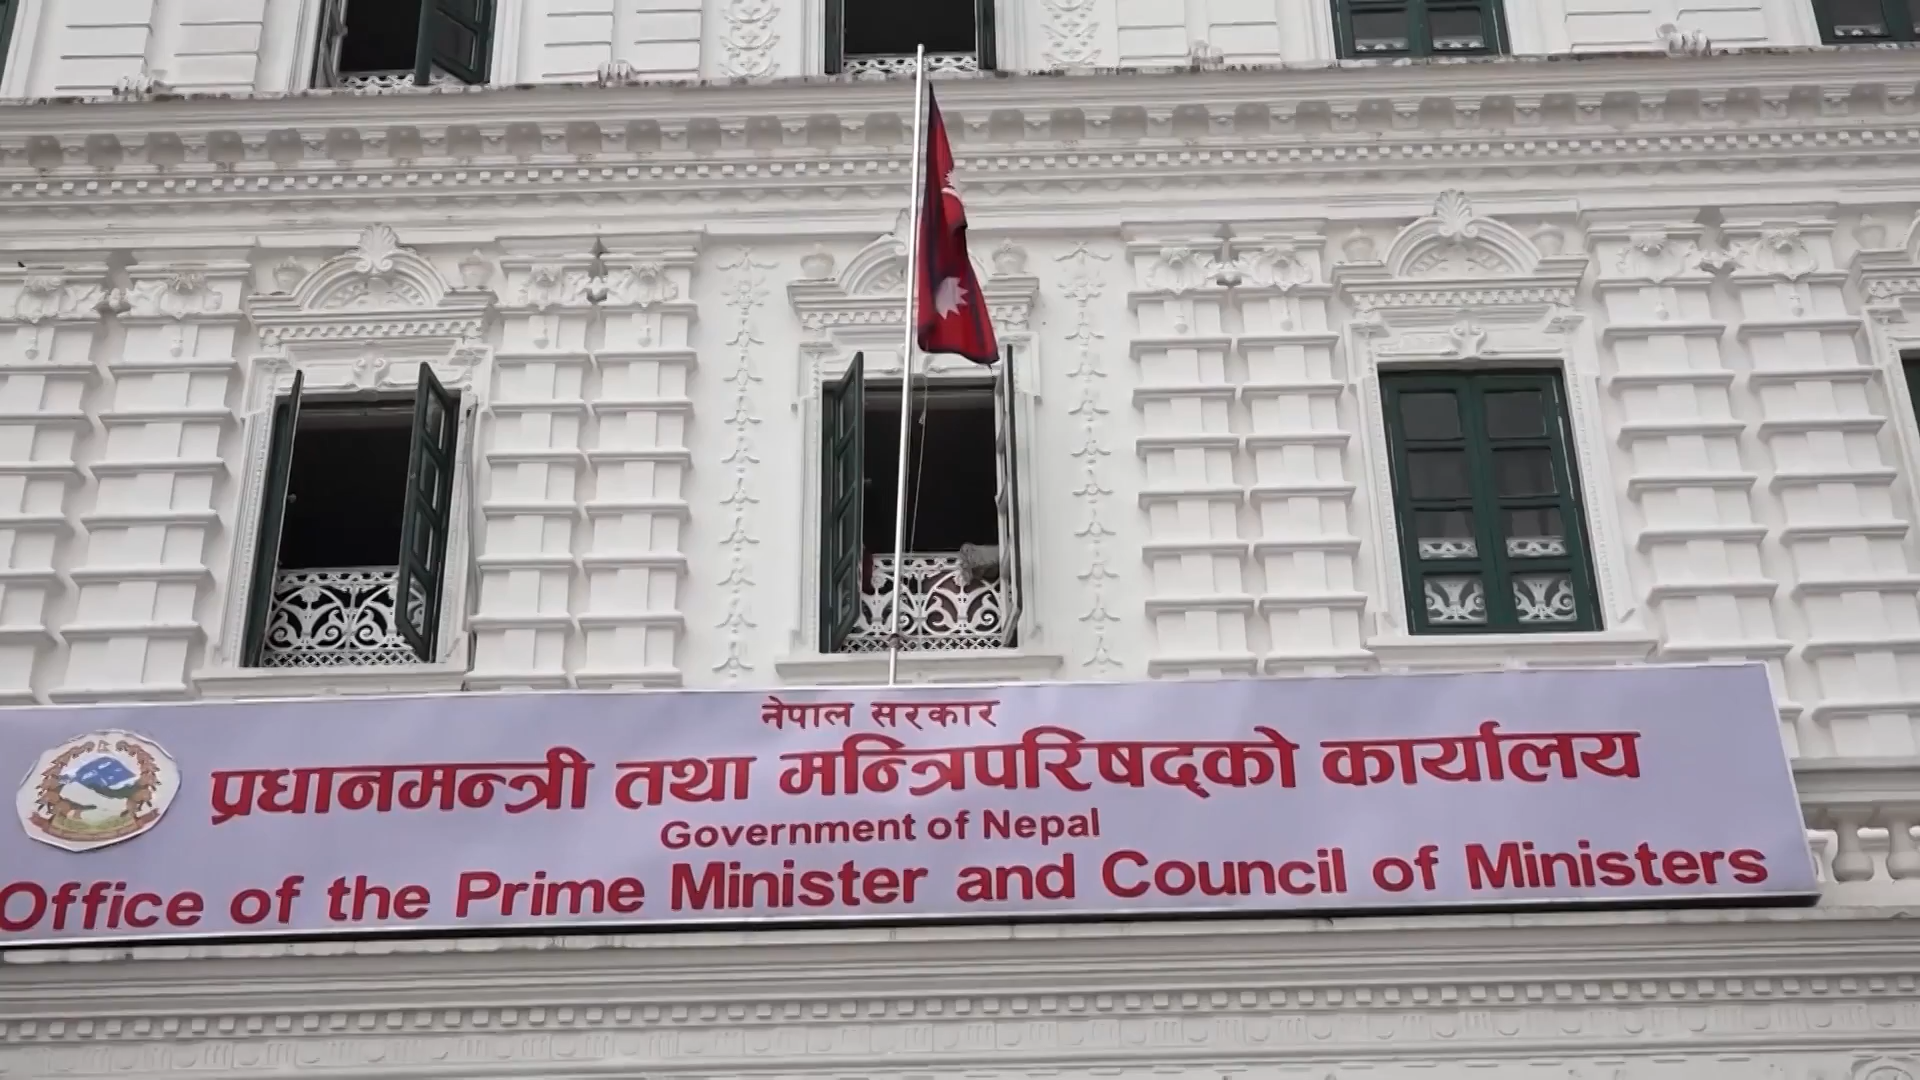 नेपाल सरकार
प्रधानमन्त्री तथा मन्त्रिपरिषद्को कार्यालय
Government of Nepal
Office of the Prime Minister and Council of Ministers